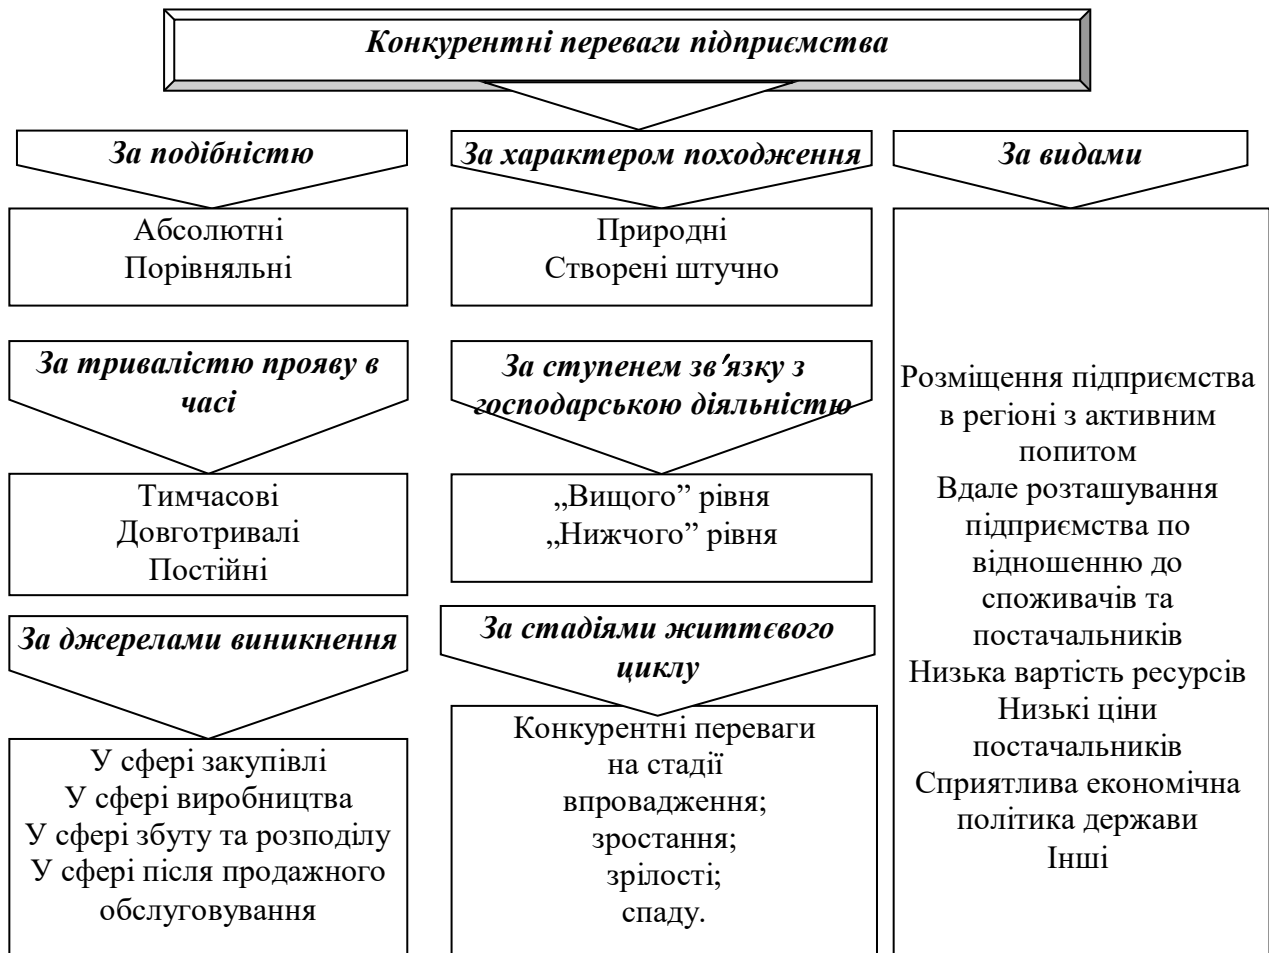 Конкурентні переваги підприємства
За подібністю
Абсолютні
Порівняльні
За характером походження
Природні
Створені штучно
За видами
Розміщення підприємства
в регіоні з активним
попитом
Вдале розташування
підприємства по
відношенню до
споживачів та
постачальників
Низька вартість ресурсів
Низькі ціни
постачальників
Сприятлива економічна
політика держави
Інші
За тривалістю прояву в
часі
Тимчасові
Довготривалі
Постійні
За ступенем зв′язку з
господарською діяльністю
„Вищого” рівня
„Нижчого” рівня
За джерелами виникнення
У сфері закупівлі
У сфері виробництва
У сфері збуту та розподілу
У сфері після продажного
обслуговування
За стадіями життєвого
циклу
Конкурентні переваги
на стадії
впровадження;
зростання;
зрілості;
спаду.